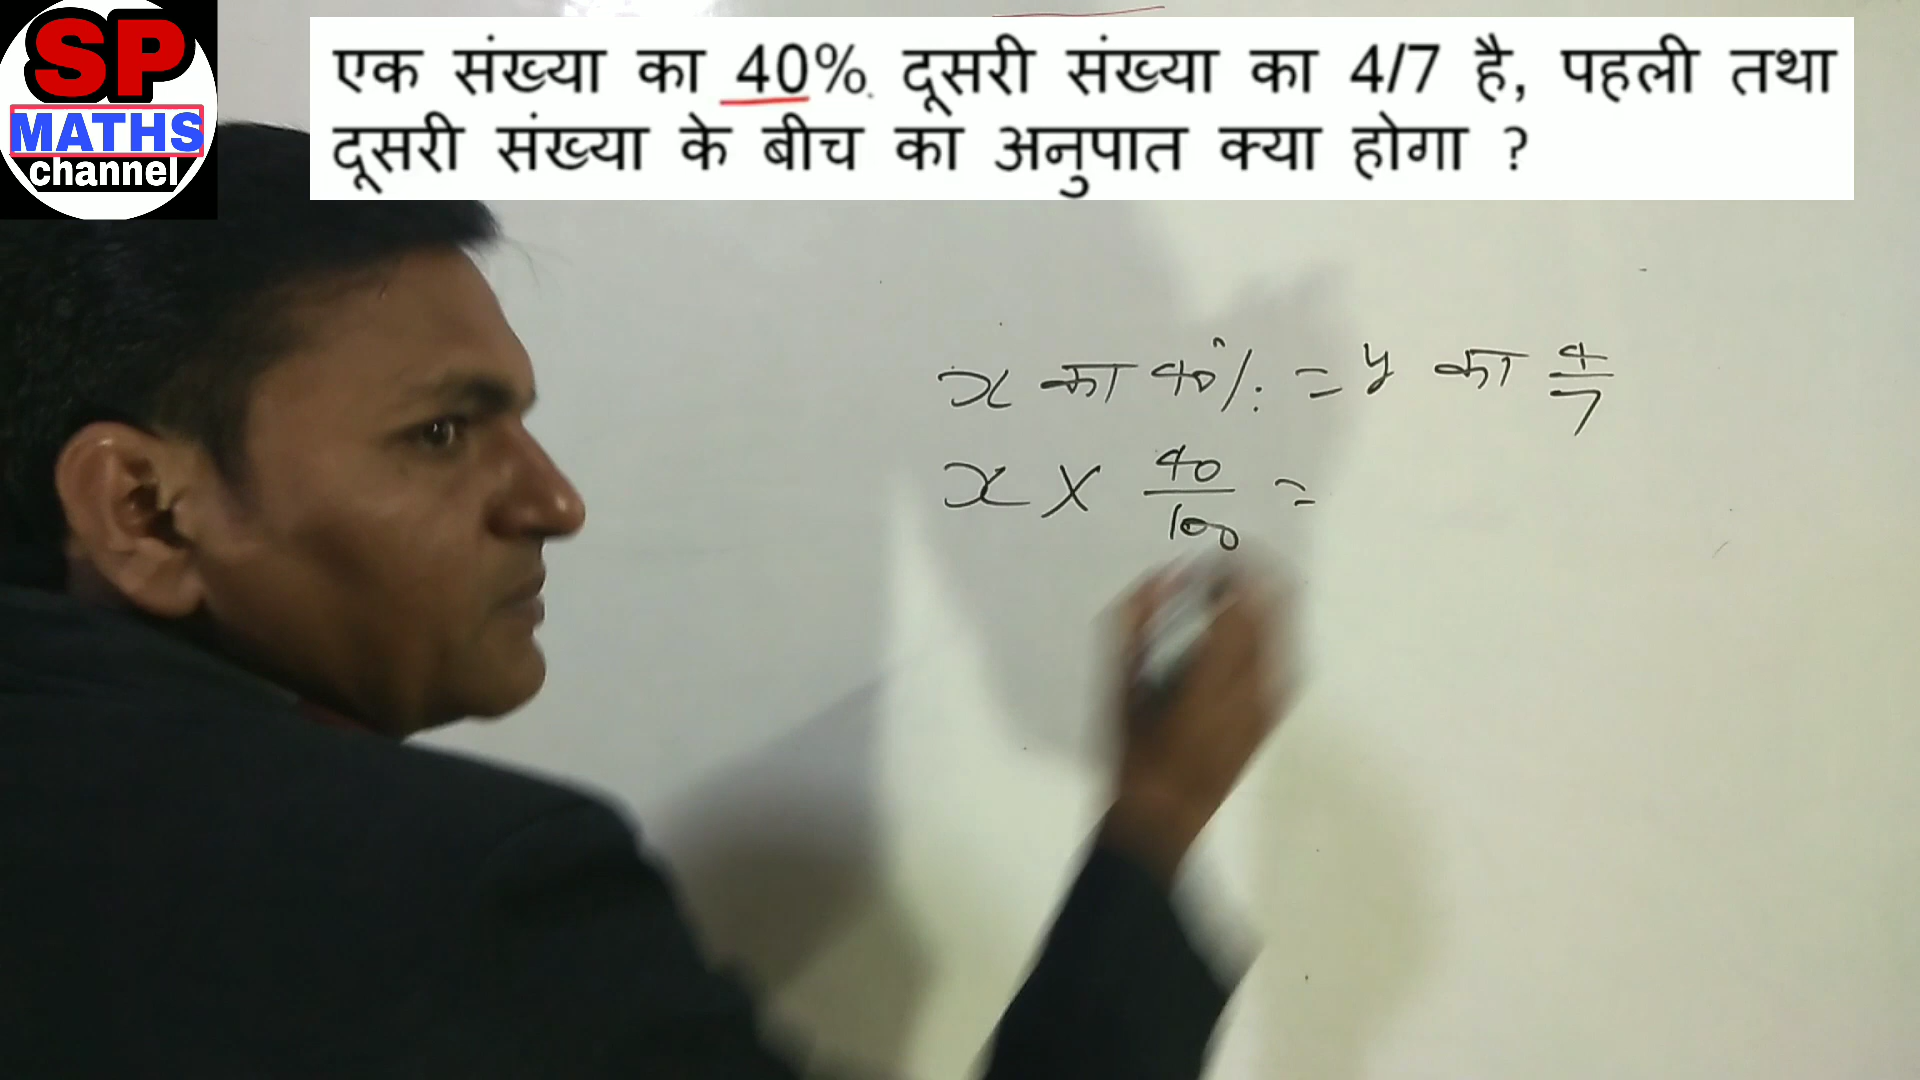 SP
MATHS
channel
एक संख्या का 40% दूसरी संख्या का 4/7 है, पहली तथा
दूसरी संख्या के बीच का अनुपात क्या होगा ?
x का 40% = y का 4/7
x × 40/100 =